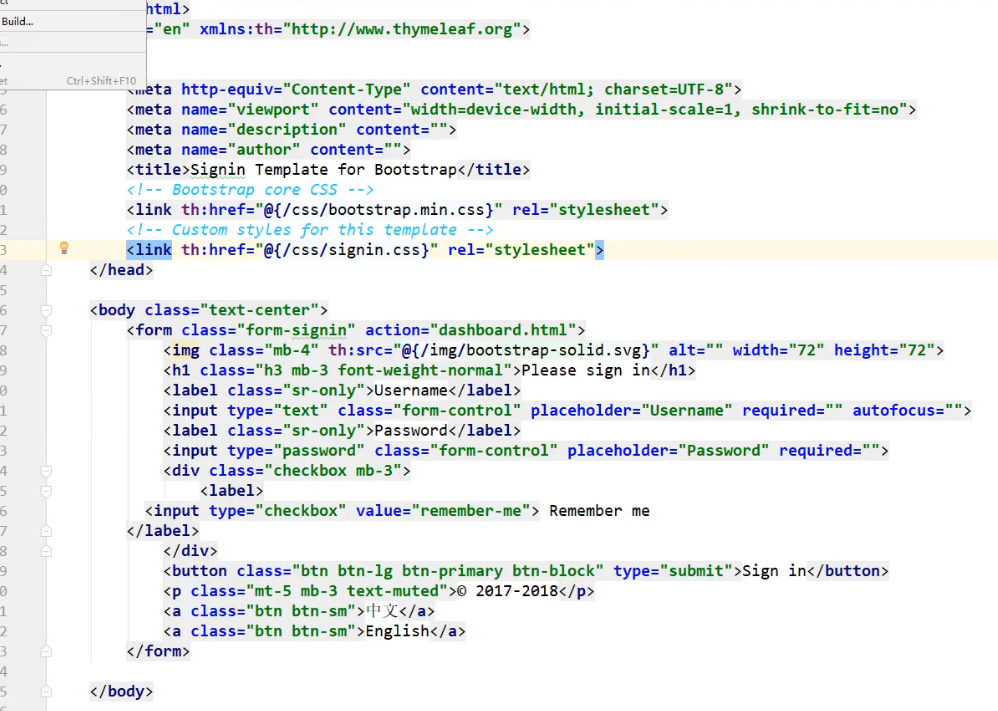 Build...
Ctrl+Shift+F10
html>
="en" xmlns:th="http://www.thymeleaf.org">
<meta http-equiv="Content-Type" content="text/html; charset=UTF-8">
6 <meta name="viewport" content="width=device-width, initial-scale=1, shrink-to-fit=no">
7 <meta name="description" content="">
8 <meta name="author" content="">
9 <title>Signin Template for Bootstrap</title>
0 <!-- Bootstrap core CSS -->
1 <link th:href="@{/css/bootstrap.min.css}" rel="stylesheet">
2 <!-- Custom styles for this template -->
3 <link th:href="@{/css/signin.css}" rel="stylesheet">
4 </head>
5
6 <body class="text-center">
7 <form class="form-signin" action="dashboard.html">
8 <img class="mb-4" th:src="@{/img/bootstrap-solid.svg}" alt="" width="72" height="72">
9 <h1 class="h3 mb-3 font-weight-normal">Please sign in</h1>
0 <label class="sr-only">Username</label>
1 <input type="text" class="form-control" placeholder="Username" required="" autofocus="">
2 <label class="sr-only">Password</label>
3 <input type="password" class="form-control" placeholder="Password" required="">
4 <div class="checkbox mb-3">
5 <label>
6 <input type="checkbox" value="remember-me"> Remember me
7 </label>
8 </div>
9 <button class="btn btn-lg btn-primary btn-block" type="submit">Sign in</button>
0 <p class="mt-5 mb-3 text-muted">© 2017-2018</p>
1 <a class="btn btn-sm">中文</a>
2 <a class="btn btn-sm">English</a>
3 </form>
4
5 </body>